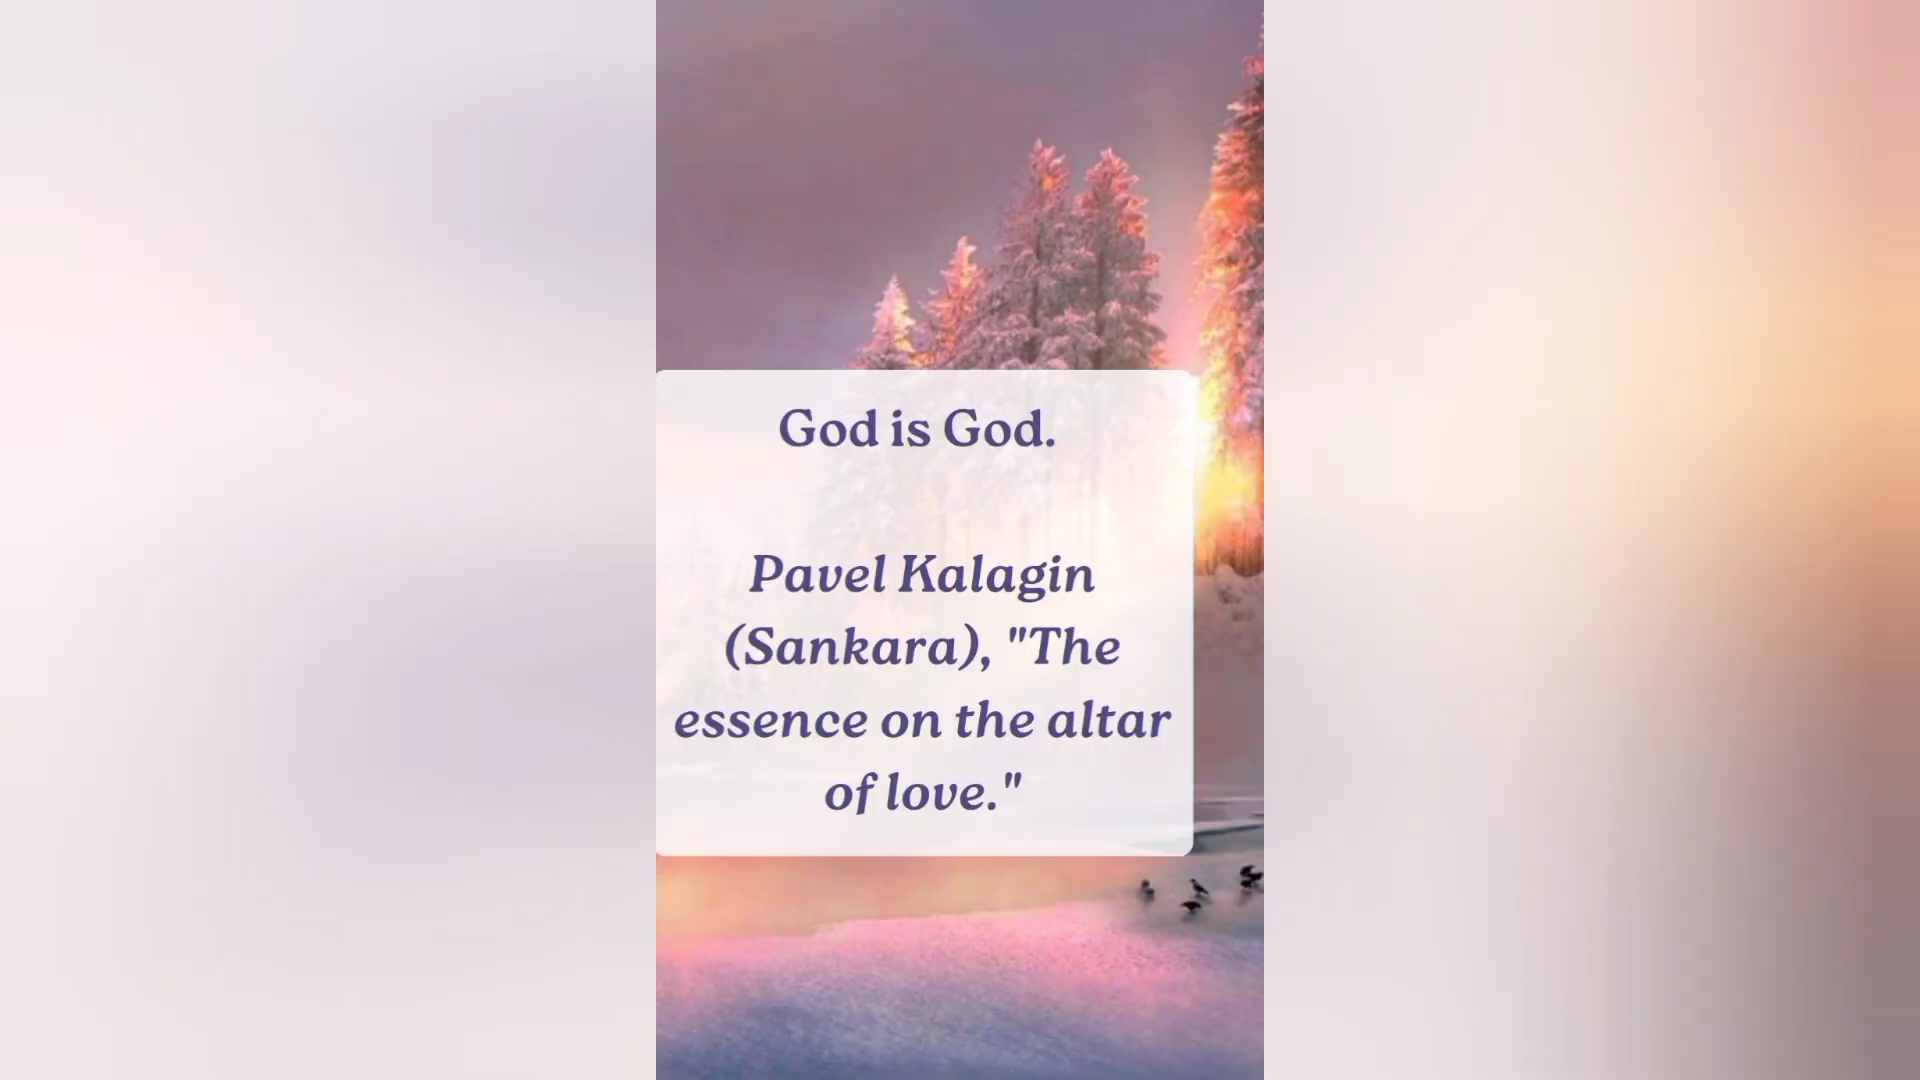 God is God.
Pavel Kalagin
(Sankara), "The
essence on the altar
of love."